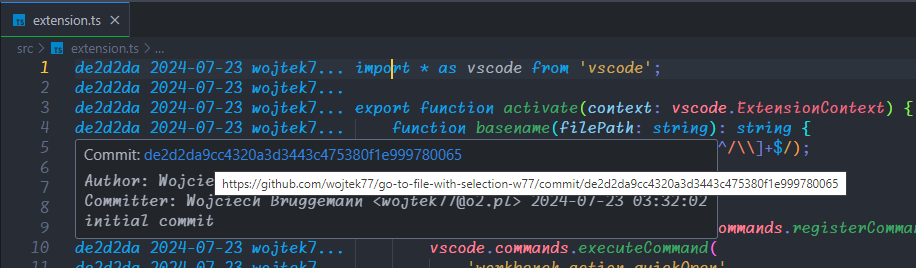 TS extension.ts ×
src > TS extension.ts > ...
1 de2d2da 2024-07-23 wojtek7... import * as vscode from 'vscode';
2 de2d2da 2024-07-23 wojtek7...
3 de2d2da 2024-07-23 wojtek7... export function activate(context: vscode.ExtensionContext) {
4 de2d2da 2024-07-23 wojtek7... function basename(filePath: string): string {
5 ^/\\]+$/);
Commit: de2d2da9cc4320a3d3443c475380f1e999780065
6
Author: Wojcie
7 https://github.com/wojtek77/go-to-file-with-selection-w77/commit/de2d2da9cc4320a3d3443c475380f1e999780065
8
Committer: Wojciech Bruggemann <wojtek77@o2.pl> 2024-07-23 03:32:02
9 ommands.registerComma
initial commit
10 de2d2da 2024-07-23 wojtek7... vscode.commands.executeCommand(
11 de2d2da 2024-07-23 wojtek7... 'workbench.action.quickOpen'